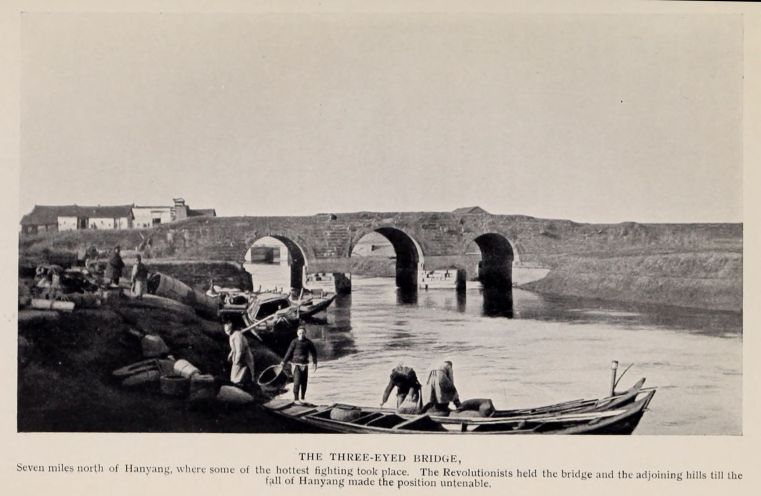 THE THREE-EYED BRIDGE,
Seven miles north of Hanyang, where some of the hottest fighting took place. The Revolutionists held the bridge and the adjoining hills till the
fall of Hanyang made the position untenable.